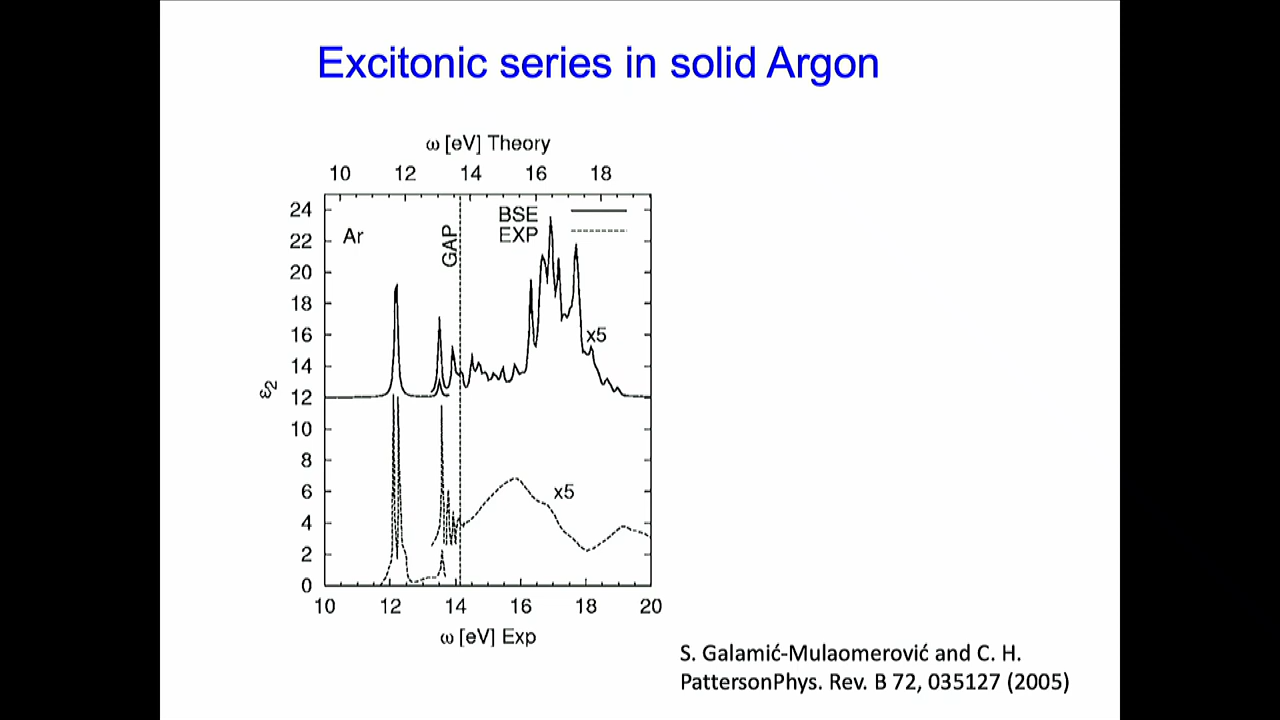 Excitonic series in solid Argon
ω [eV] Theory
10 12 14 16 18
24
22
20
18
16
14
12
10
8
6
4
2
0
ε2
Ar
GAP
BSE
EXP
x5
x5
10 12 14 16 18 20
ω [eV] Exp
S. Galamić-Mulaomerović and C. H.
PattersonPhys. Rev. B 72, 035127 (2005)